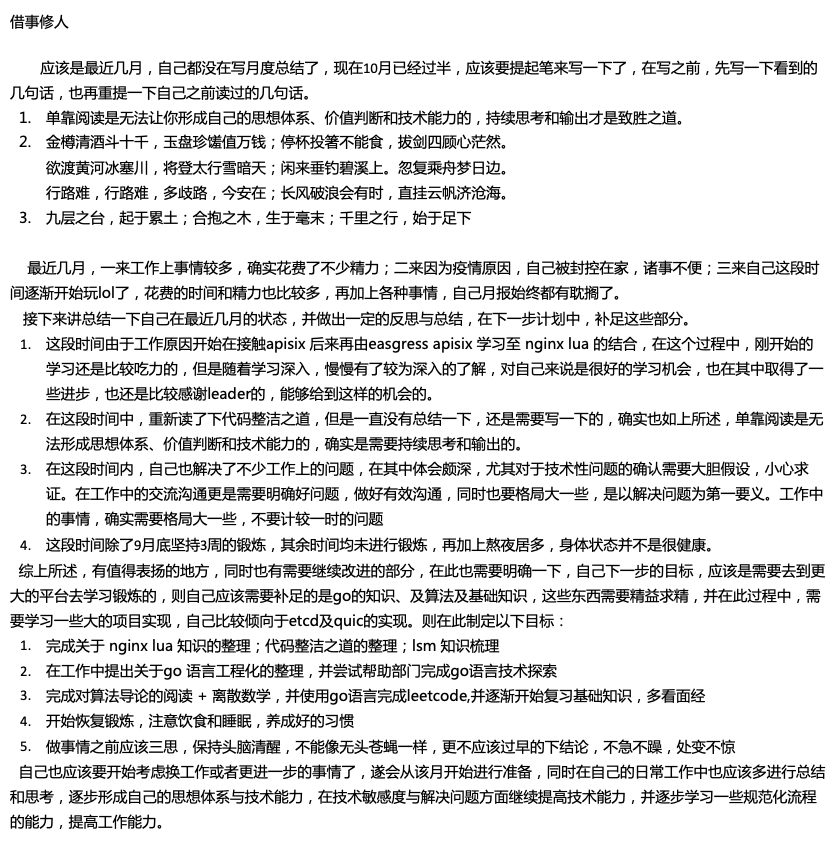 借事修人
应该是最近几月，自己都没在写月度总结了，现在10月已经过半，应该要提起笔来写一下了，在写之前，先写一下看到的
几句话，也再重提一下自己之前读过的几句话。
1. 单靠阅读是无法让你形成自己的思想体系、价值判断和技术能力的，持续思考和输出才是致胜之道。
2. 金樽清酒斗十千，玉盘珍馐值万钱；停杯投箸不能食，拔剑四顾心茫然。
欲渡黄河冰塞川，将登太行雪暗天；闲来垂钓碧溪上。忽复乘舟梦日边。
行路难，行路难，多歧路，今安在；长风破浪会有时，直挂云帆济沧海。
3. 九层之台，起于累土；合抱之木，生于毫末；千里之行，始于足下
最近几月，一来工作上事情较多，确实花费了不少精力；二来因为疫情原因，自己被封控在家，诸事不便；三来自己这段时
间逐渐开始玩lol了，花费的时间和精力也比较多，再加上各种事情，自己月报始终都有耽搁了。
接下来讲总结一下自己在最近几月的状态，并做出一定的反思与总结，在下一步计划中，补足这些部分。
1. 这段时间由于工作原因开始在接触apisix 后来再由easgress apisix 学习至 nginx lua 的结合，在这个过程中，刚开始的
学习还是比较吃力的，但是随着学习深入，慢慢有了较为深入的了解，对自己来说是很好的学习机会，也在其中取得了一
些进步，也还是比较感谢leader的，能够给到这样的机会的。
2. 在这段时间中，重新读了下代码整洁之道，但是一直没有总结一下，还是需要写一下的，确实也如上所述，单靠阅读是无
法形成思想体系、价值判断和技术能力的，确实是需要持续思考和输出的。
3. 在这段时间内，自己也解决了不少工作上的问题，在其中体会颇深，尤其对于技术性问题的确认需要大胆假设，小心求
证。在工作中的交流沟通更是需要明确好问题，做好有效沟通，同时也要格局大一些，是以解决问题为第一要义。工作中
的事情，确实需要格局大一些，不要计较一时的问题
4. 这段时间除了9月底坚持3周的锻炼，其余时间均未进行锻炼，再加上熬夜居多，身体状态并不是很健康。
综上所述，有值得表扬的地方，同时也有需要继续改进的部分，在此也需要明确一下，自己下一步的目标，应该是需要去到更
大的平台去学习锻炼的，则自己应该需要补足的是go的知识、及算法及基础知识，这些东西需要精益求精，并在此过程中，需
要学习一些大的项目实现，自己比较倾向于etcd及quic的实现。则在此制定以下目标：
1. 完成关于 nginx lua 知识的整理；代码整洁之道的整理；lsm 知识梳理
2. 在工作中提出关于go 语言工程化的整理，并尝试帮助部门完成go语言技术探索
3. 完成对算法导论的阅读 + 离散数学，并使用go语言完成leetcode,并逐渐开始复习基础知识，多看面经
4. 开始恢复锻炼，注意饮食和睡眠，养成好的习惯
5. 做事情之前应该三思，保持头脑清醒，不能像无头苍蝇一样，更不应该过早的下结论，不急不躁，处变不惊
自己也应该要开始考虑换工作或者更进一步的事情了，遂会从该月开始进行准备，同时在自己的日常工作中也应该多进行总结
和思考，逐步形成自己的思想体系与技术能力，在技术敏感度与解决问题方面继续提高技术能力，并逐步学习一些规范化流程
的能力，提高工作能力。